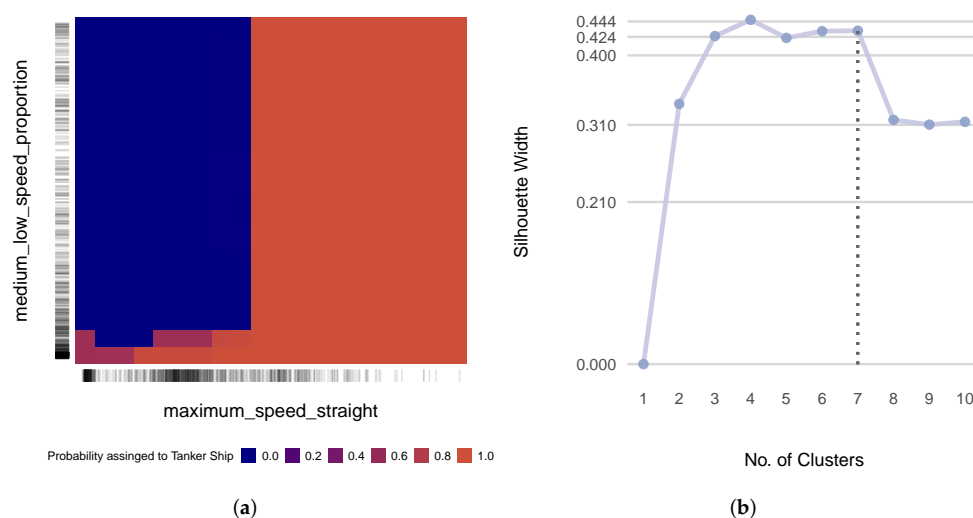 medium_low_speed_proportion
maximum_speed_straight
Probability assinged to Tanker Ship 0.0 0.2 0.4 0.6 0.8 1.0
(a)
Silhouette Width
0.444
0.424
0.400
0.310
0.210
0.000
1 2 3 4 5 6 7 8 9 10
No. of Clusters
(b)